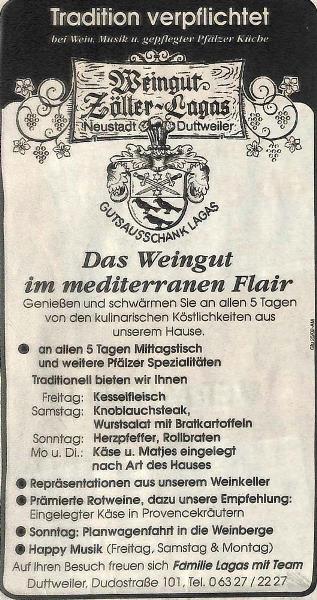 Tradition verpflichtet
bei Wein, Musik u. gepflegter Pfälzer Küche
Weingut
Zöller-Lagas
Neustadt Duttweiler
GUTSAUSSCHANK LAGAS
Das Weingut
im mediterranen Flair
Genießen und schwärmen Sie an allen 5 Tagen
von den kulinarischen Köstlichkeiten aus
unserem Hause.
● an allen 5 Tagen Mittagstisch
und weitere Pfälzer Spezialitäten
Traditionell bieten wir Ihnen
Freitag: Kesselfleisch
Samstag: Knoblauchsteak,
Wurstsalat mit Bratkartoffeln
Sonntag: Herzpfeffer, Rollbraten
Mo u. Di.: Käse u. Matjes eingelegt
nach Art des Hauses
● Repräsentationen aus unserem Weinkeller
● Prämierte Rotweine, dazu unsere Empfehlung:
Eingelegter Käse in Provencekräutern
● Sonntag: Planwagenfahrt in die Weinberge
● Happy Musik (Freitag, Samstag & Montag)
Auf Ihren Besuch freuen sich Familie Lagas mit Team
Duttweiler, Dudostraße 101, Tel. 0 63 27 / 22 27